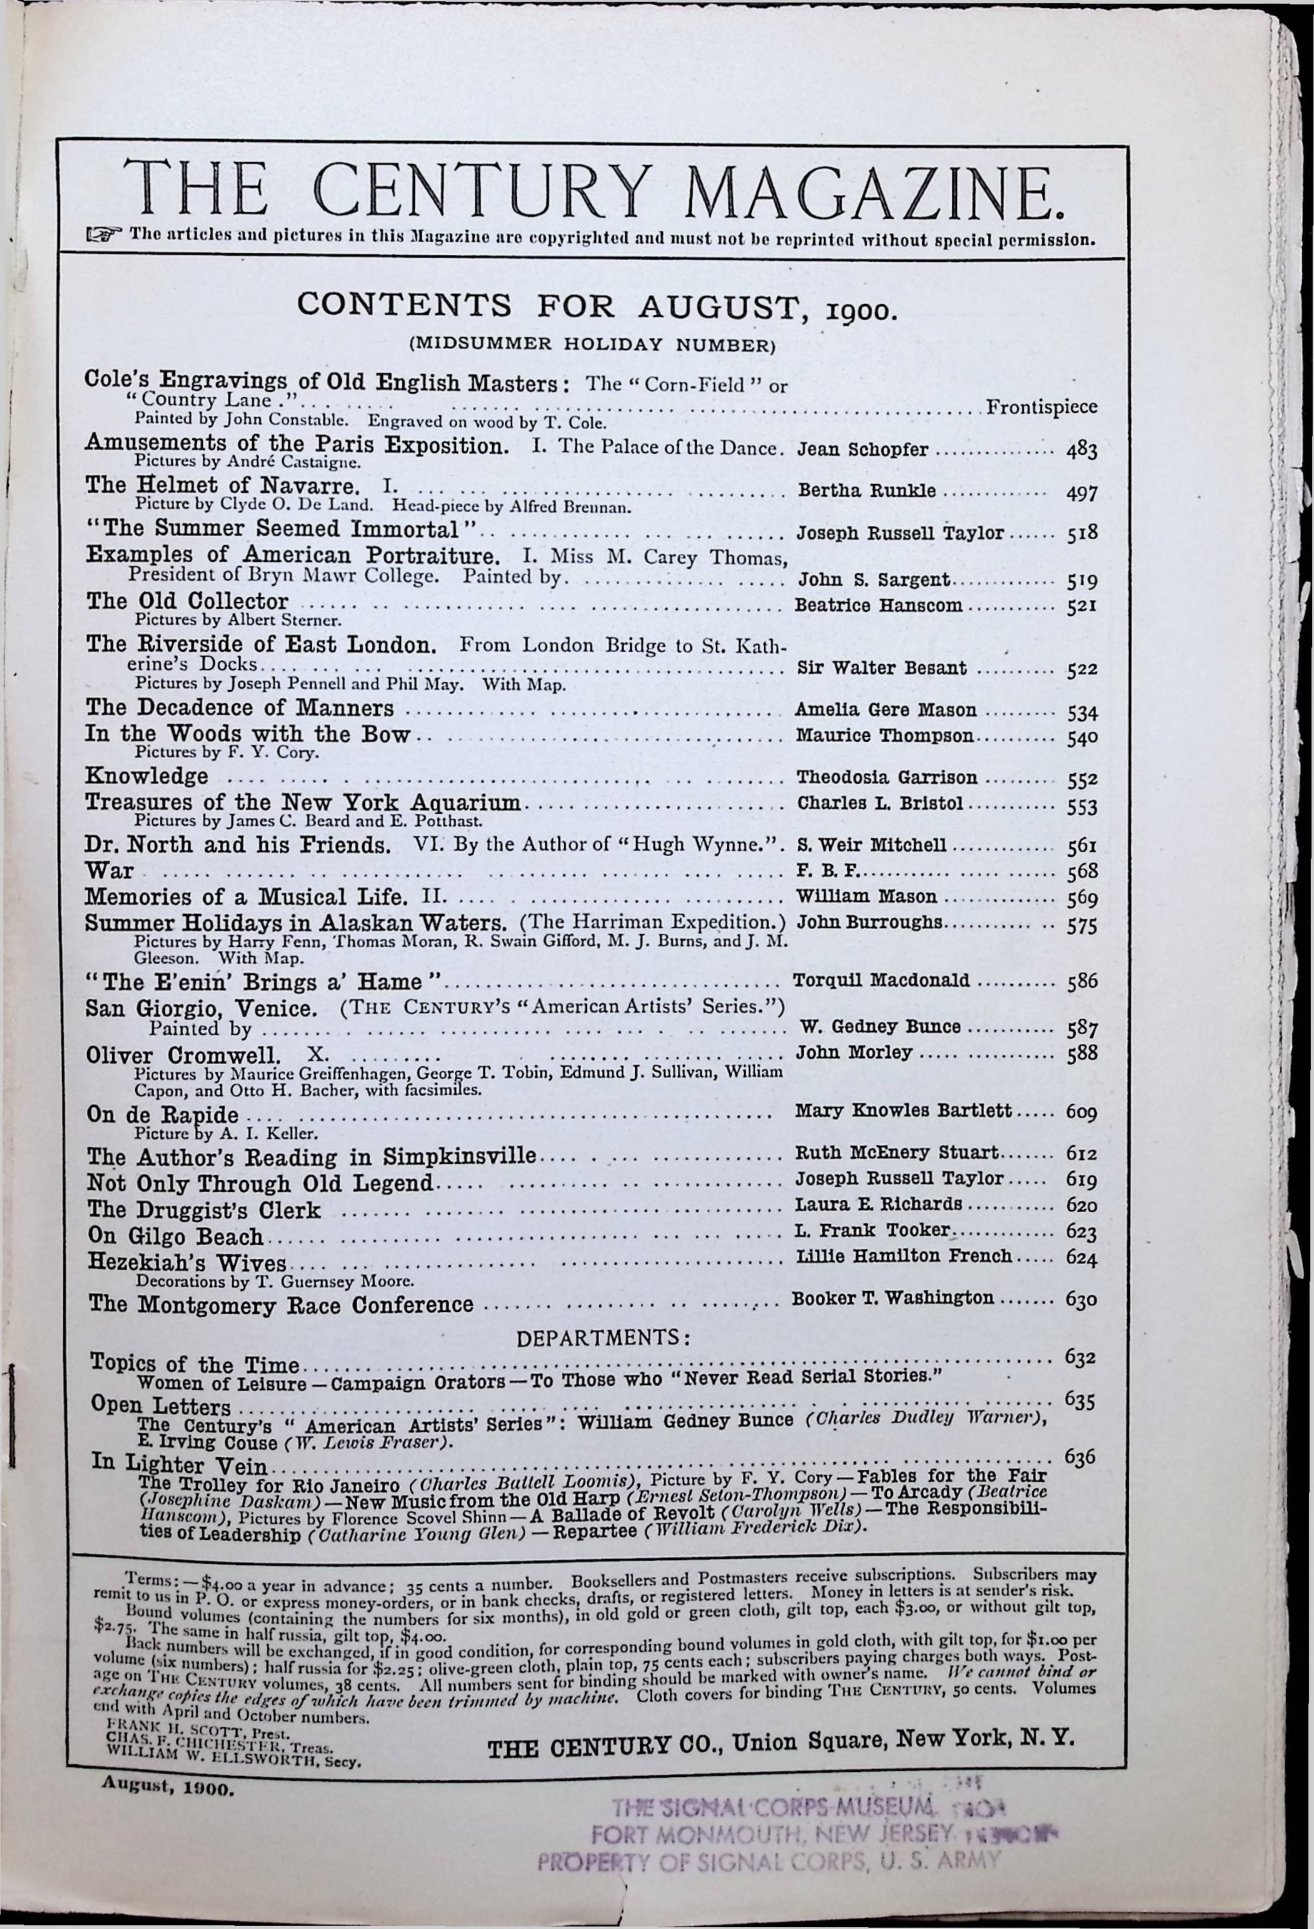 THE CENTURY MAGAZINE.
The articles and pictures in this Magazine are copyrighted and must not be reprinted without special permission.
CONTENTS FOR AUGUST, 1900.
(MIDSUMMER HOLIDAY NUMBER)
Cole's Engravings of Old English Masters: The "Corn-Field" or
"Country Lane." Frontispiece
Painted by John Constable. Engraved on wood by T. Cole.
Amusements of the Paris Exposition. I. The Palace of the Dance. Jean Schopfer 483
Pictures by André Castaigne.
The Helmet of Navarre. I. Bertha Runkle 497
Picture by Clyde O. De Land. Head-piece by Alfred Brennan.
"The Summer Seemed Immortal" Joseph Russell Taylor 518
Examples of American Portraiture. I. Miss M. Carey Thomas,
President of Bryn Mawr College. Painted by. John S. Sargent 519
The Old Collector Beatrice Hanscom 521
Pictures by Albert Sterner.
The Riverside of East London. From London Bridge to St. Kath-
erine's Docks Sir Walter Besant 522
Pictures by Joseph Pennell and Phil May. With Map.
The Decadence of Manners Amelia Gere Mason 534
In the Woods with the Bow Maurice Thompson 540
Pictures by F. Y. Cory.
Knowledge Theodosia Garrison 552
Treasures of the New York Aquarium Charles L. Bristol 553
Pictures by James C. Beard and E. Potthast.
Dr. North and his Friends. VI. By the Author of "Hugh Wynne." S. Weir Mitchell 561
War F. B. F. 568
Memories of a Musical Life. II. William Mason 569
Summer Holidays in Alaskan Waters. (The Harriman Expedition.) John Burroughs 575
Pictures by Harry Fenn, Thomas Moran, R. Swain Gifford, M. J. Burns, and J. M.
Gleeson. With Map.
"The E'enin' Brings a' Hame" Torquil Macdonald 586
San Giorgio, Venice. (THE CENTURY'S "American Artists' Series.")
Painted by W. Gedney Bunce 587
Oliver Cromwell. X. John Morley 588
Pictures by Maurice Greiffenhagen, George T. Tobin, Edmund J. Sullivan, William
Capon, and Otto H. Bacher, with facsimiles.
On de Rapide Mary Knowles Bartlett 609
Picture by A. I. Keller.
The Author's Reading in Simpkinsville Ruth McEnery Stuart 612
Not Only Through Old Legend Joseph Russell Taylor 619
The Druggist's Clerk Laura E. Richards 620
On Gilgo Beach L. Frank Tooker 623
Hezekiah's Wives Lillie Hamilton French 624
Decorations by T. Guernsey Moore.
The Montgomery Race Conference Booker T. Washington 630
DEPARTMENTS:
Topics of the Time 632
Women of Leisure—Campaign Orators—To Those who "Never Read Serial Stories."
Open Letters 635
The Century's "American Artists' Series": William Gedney Bunce (Charles Dudley Warner),
E. Irving Couse (W. Lewis Fraser).
In Lighter Vein 636
The Trolley for Rio Janeiro (Charles Battell Loomis), Picture by F. Y. Cory—Fables for the Fair
(Josephine Daskam)—New Music from the Old Harp (Ernest Seton-Thompson)—To Arcady (Beatrice
Hanscom), Pictures by Florence Scovel Shinn—A Ballade of Revolt (Carolyn Wells)—The Responsibili-
ties of Leadership (Catharine Young Glen)—Repartee (William Frederick Dix).
Terms:—$4.00 a year in advance; 35 cents a number. Booksellers and Postmasters receive subscriptions. Subscribers may
remit to us in P. O. or express money-orders, or in bank checks, drafts, or registered letters. Money in letters is at sender's risk.
Bound volumes (containing the numbers for six months), in old gold or green cloth, gilt top, each $3.00, or without gilt top,
$2.75. The same in half russia, gilt top, $4.00.
Back numbers will be exchanged, if in good condition, for corresponding bound volumes in gold cloth, with gilt top, for $1.00 per
volume (six numbers); half russia for $2.25; olive-green cloth, plain top, 75 cents each; subscribers paying charges both ways. Post-
age on THE CENTURY volumes, 38 cents. All numbers sent for binding should be marked with owner's name. We cannot bind or
exchange copies the edges of which have been trimmed by machine. Cloth covers for binding THE CENTURY, 50 cents. Volumes
end with April and October numbers.
FRANK H. SCOTT, Prest.
CHAS. F. CHICHESTER, Treas.
WILLIAM W. ELLSWORTH, Secy.
THE CENTURY CO., Union Square, New York, N. Y.
August, 1900.
THE SIGNAL CORPS MUSEUM
FORT MONMOUTH, NEW JERSEY
PROPERTY OF SIGNAL CORPS, U. S. ARMY